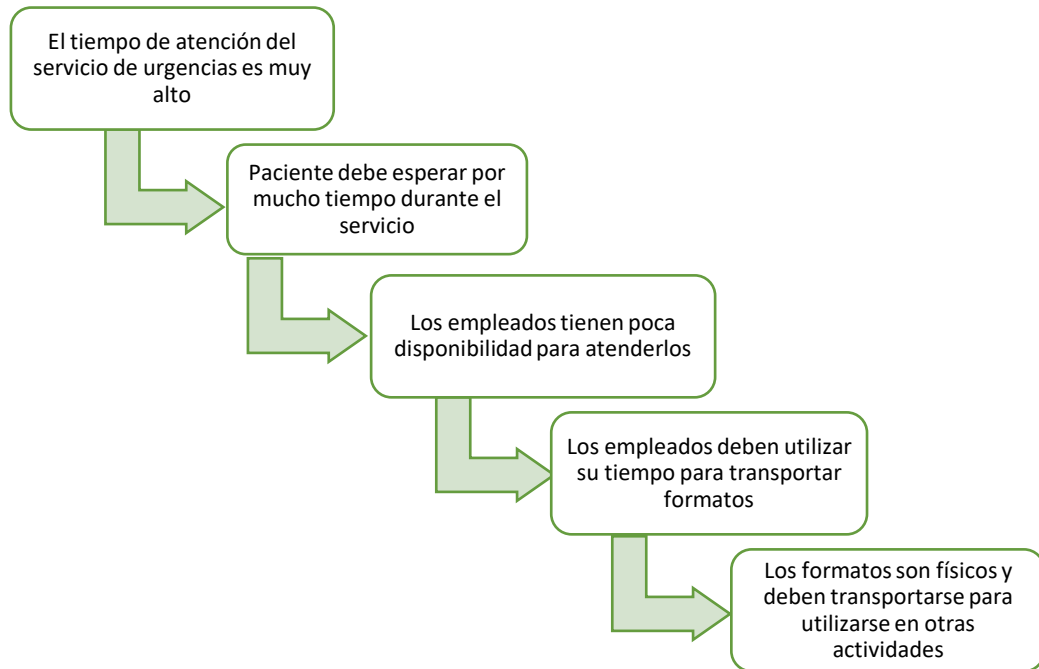 El tiempo de atención del
servicio de urgencias es muy
alto
Paciente debe esperar por
mucho tiempo durante el
servicio
Los empleados tienen poca
disponibilidad para atenderlos
Los empleados deben utilizar
su tiempo para transportar
formatos
Los formatos son físicos y
deben transportarse para
utilizarse en otras
actividades